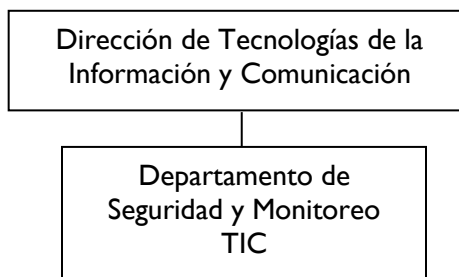 Dirección de Tecnologías de la
Información y Comunicación
Departamento de
Seguridad y Monitoreo
TIC